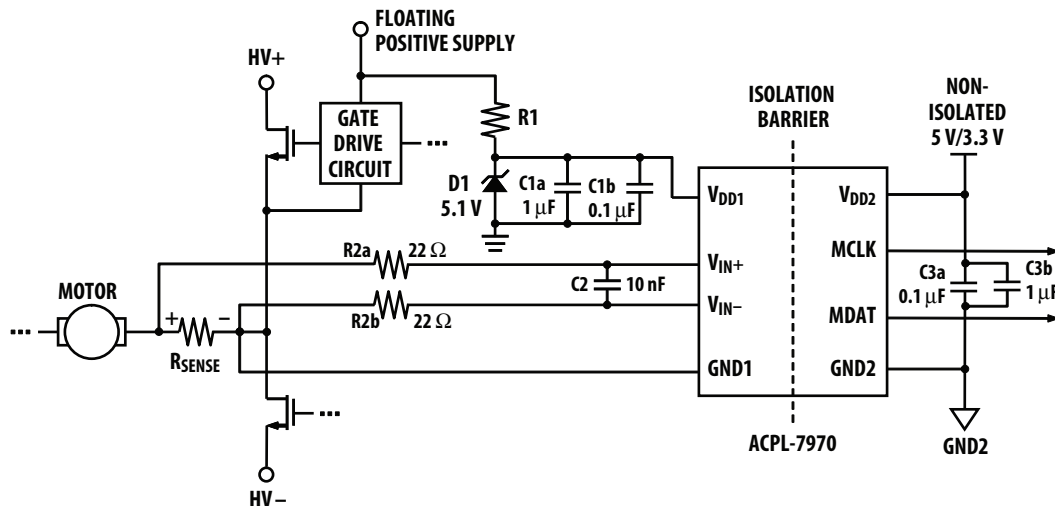 FLOATING
POSITIVE SUPPLY
HV+
GATE
DRIVE
CIRCUIT
...
R1
D1
5.1 V
C1a
1 µF
C1b
0.1 µF
ISOLATION
BARRIER
NON-
ISOLATED
5 V/3.3 V
VDD1
VIN+
VIN−
GND1
VDD2
MCLK
MDAT
GND2
R2a
22 Ω
C2
10 nF
R2b
22 Ω
C3a
0.1 µF
C3b
1 µF
MOTOR
...
+
−
RSENSE
...
HV−
ACPL-7970
GND2